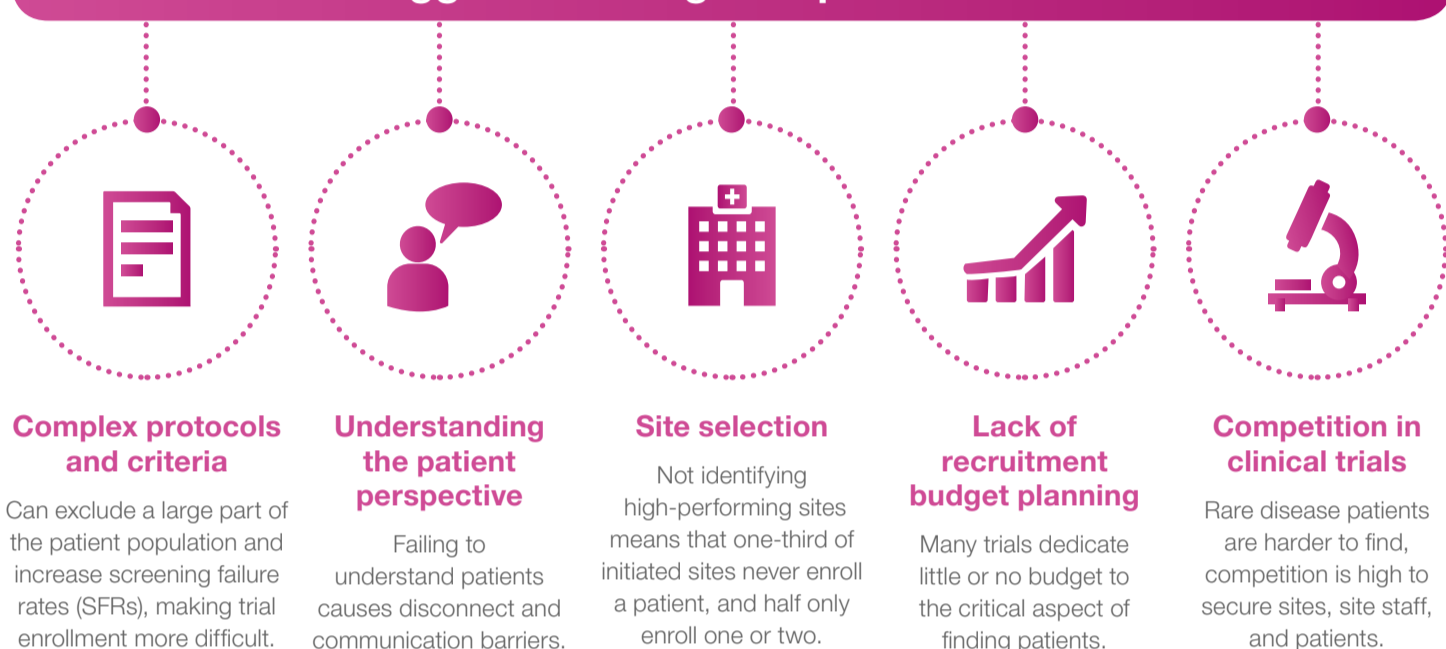 Complex protocols
and criteria
Can exclude a large part of
the patient population and
increase screening failure
rates (SFRs), making trial
enrollment more difficult.
Understanding
the patient
perspective
Failing to
understand patients
causes disconnect and
communication barriers.
Site selection
Not identifying
high-performing sites
means that one-third of
initiated sites never enroll
a patient, and half only
enroll one or two.
Lack of
recruitment
budget planning
Many trials dedicate
little or no budget to
the critical aspect of
finding patients.
Competition in
clinical trials
Rare disease patients
are harder to find,
competition is high to
secure sites, site staff,
and patients.